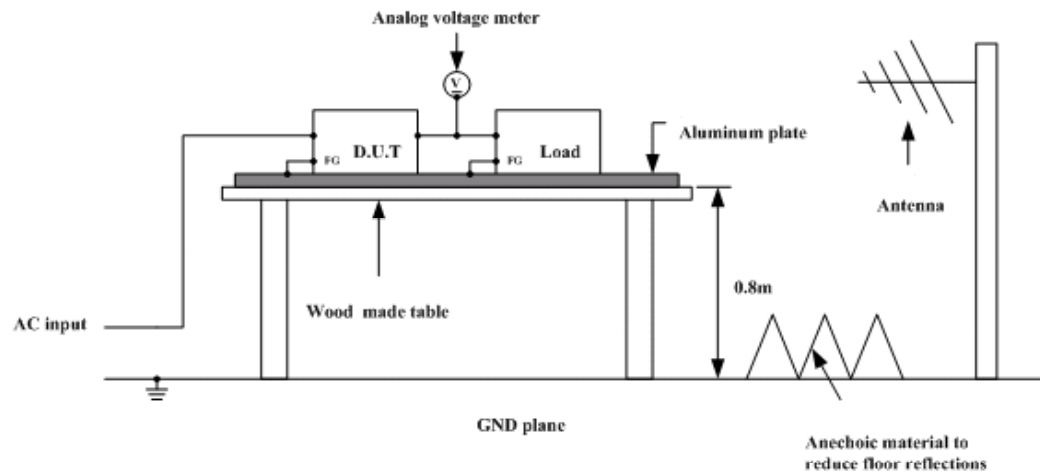 Analog voltage meter
V
D.U.T
FG
Load
FG
Aluminum plate
Antenna
0.8m
Wood made table
AC input
GND plane
Anechoic material to
reduce floor reflections